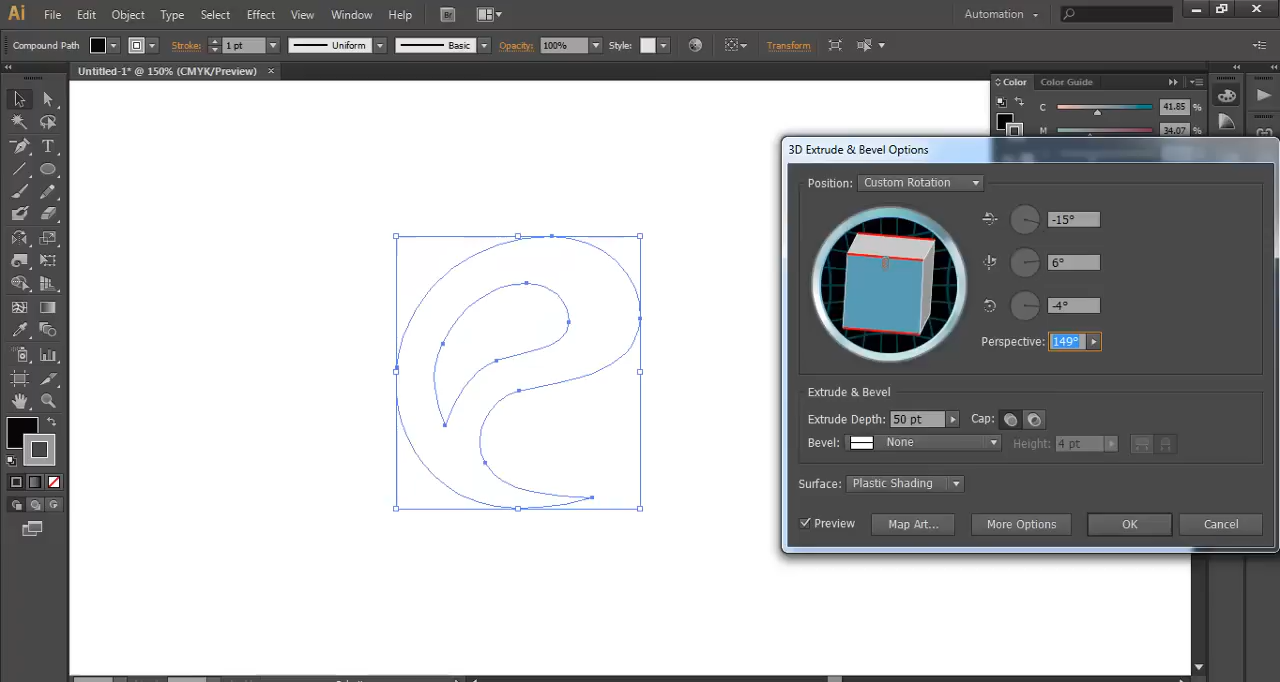 Ai File Edit Object Type Select Effect View Window Help Br Automation
Compound Path Stroke: 1 pt Uniform Basic Opacity: 100% Style: Transform
Untitled-1* @ 150% (CMYK/Preview) ×
Color Color Guide
C 41.85 %
M 34.07 %
3D Extrude & Bevel Options
Position: Custom Rotation
-15°
6°
-4°
Perspective: 149°
Extrude & Bevel
Extrude Depth: 50 pt Cap:
Bevel: None Height: 4 pt
Surface: Plastic Shading
Preview Map Art... More Options OK Cancel